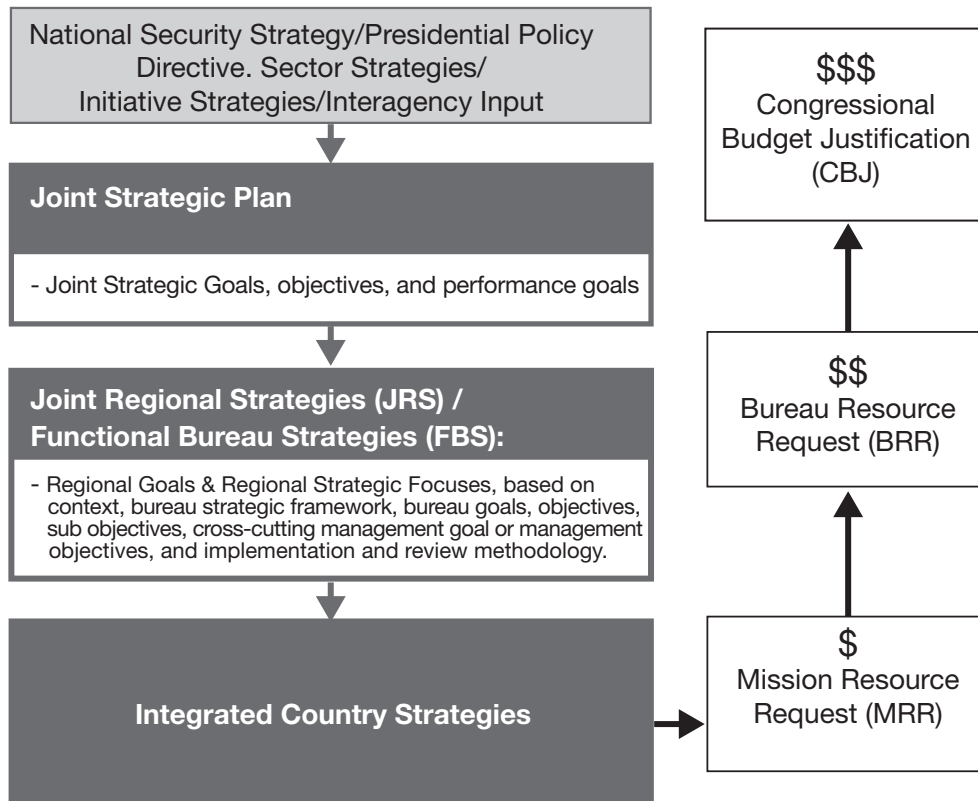 National Security Strategy/Presidential Policy
Directive. Sector Strategies/
Initiative Strategies/Interagency Input
Joint Strategic Plan
- Joint Strategic Goals, objectives, and performance goals
Joint Regional Strategies (JRS) /
Functional Bureau Strategies (FBS):
- Regional Goals & Regional Strategic Focuses, based on
context, bureau strategic framework, bureau goals, objectives,
sub objectives, cross-cutting management goal or management
objectives, and implementation and review methodology.
Integrated Country Strategies
$
Mission Resource
Request (MRR)
$$
Bureau Resource
Request (BRR)
$$$
Congressional
Budget Justification
(CBJ)